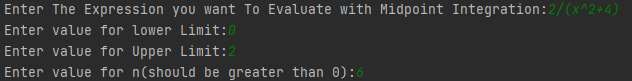 Enter The Expression you want To Evaluate with Midpoint Integration:2/(x^2+4)
Enter value for lower Limit:0
Enter value for Upper Limit:2
Enter value for n(should be greater than 0):6